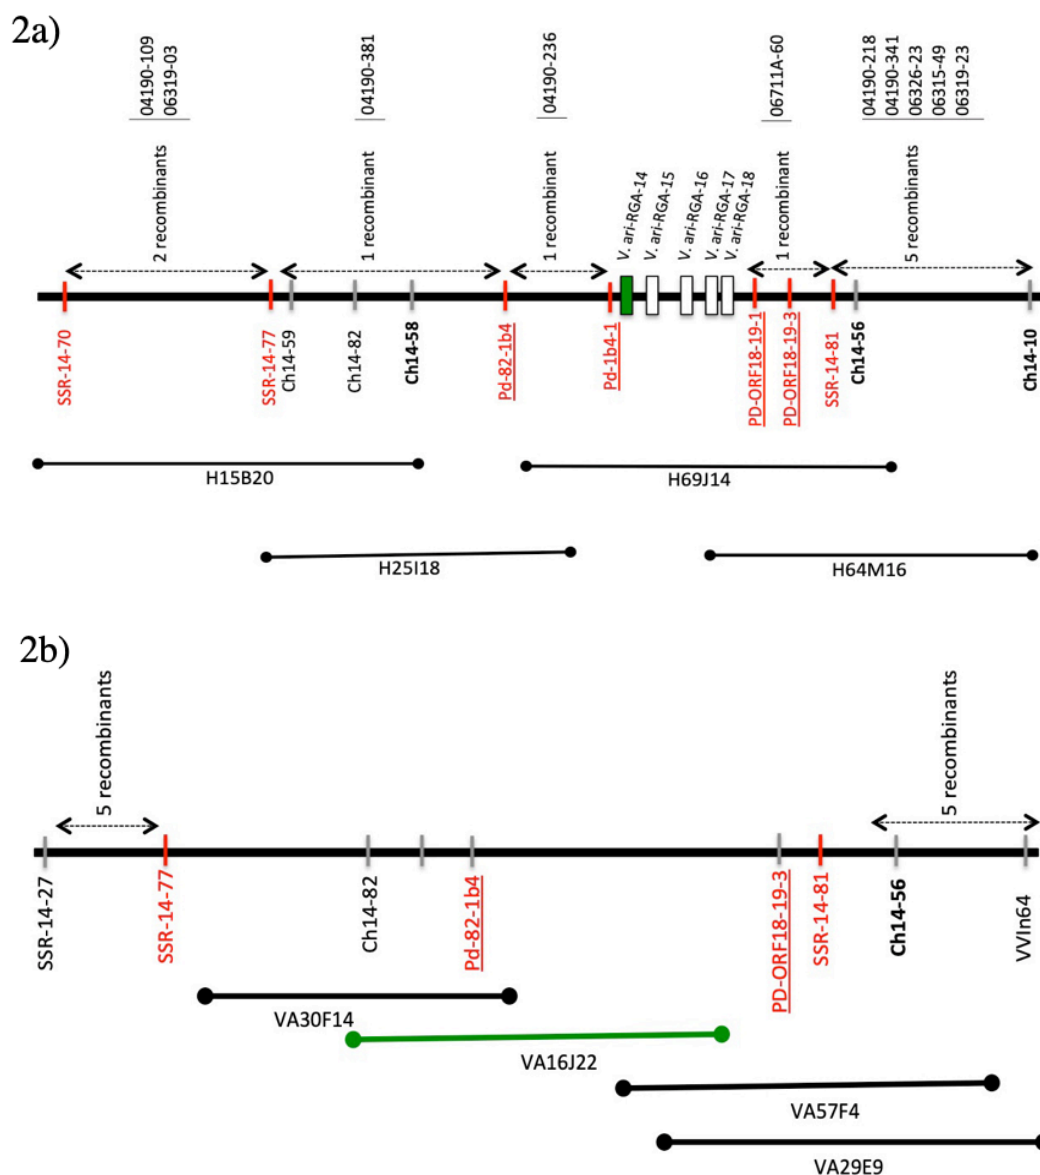 2a)
04190-109
06319-03
04190-381
04190-236
06711A-60
04190-218
04190-341
06326-23
06315-49
06319-23
2 recombinants
1 recombinant
1 recombinant
V. ari-RGA-14
V. ari-RGA-15
V. ari-RGA-16
V. ari-RGA-17
V. ari-RGA-18
1 recombinant
5 recombinants
SSR-14-70
SSR-14-77
Ch14-59
Ch14-82
Ch14-58
Pd-82-1b4
Pd-1b4-1
PD-ORF18-19-1
PD-ORF18-19-3
SSR-14-81
Ch14-56
Ch14-10
H15B20
H69J14
H25I18
H64M16
2b)
5 recombinants
5 recombinants
SSR-14-27
SSR-14-77
Ch14-82
Pd-82-1b4
PD-ORF18-19-3
SSR-14-81
Ch14-56
VVIn64
VA30F14
VA16J22
VA57F4
VA29E9